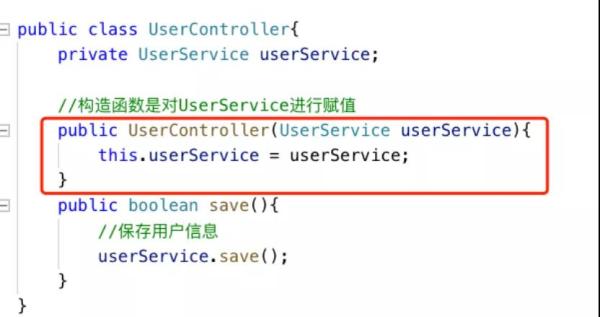 public class UserController{
private UserService userService;
//构造函数是对UserService进行赋值
public UserController(UserService userService){
this.userService = userService;
}
public boolean save(){
//保存用户信息
userService.save();
}
}